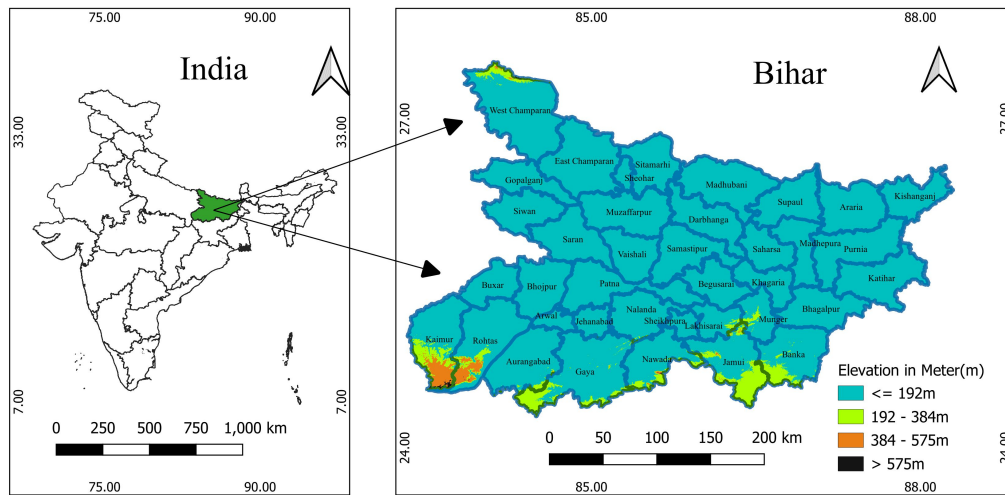 75.00
90.00
India
33.00
33.00
7.00
7.00
0 250 500 750 1,000 km
75.00
90.00
85.00
88.00
Bihar
27.00
27.00
West Champaran
East Champaran
Sitamarhi
Sheohar
Gopalganj
Madhubani
Kishanganj
Supaul
Araria
Siwan
Muzaffarpur
Darbhanga
Saran
Vaishali
Samastipur
Saharsa
Madhepura
Purnia
Katihar
Buxar
Bhojpur
Patna
Begusarai
Khagaria
Arwal
Jehanabad
Nalanda
Sheikhpura
Lakhisarai
Munger
Bhagalpur
Kaimur
Rohtas
Aurangabad
Gaya
Nawada
Jamui
Banka
Elevation in Meter(m)
<= 192m
192 - 384m
384 - 575m
> 575m
0 50 100 150 200 km
24.00
24.00
85.00
88.00